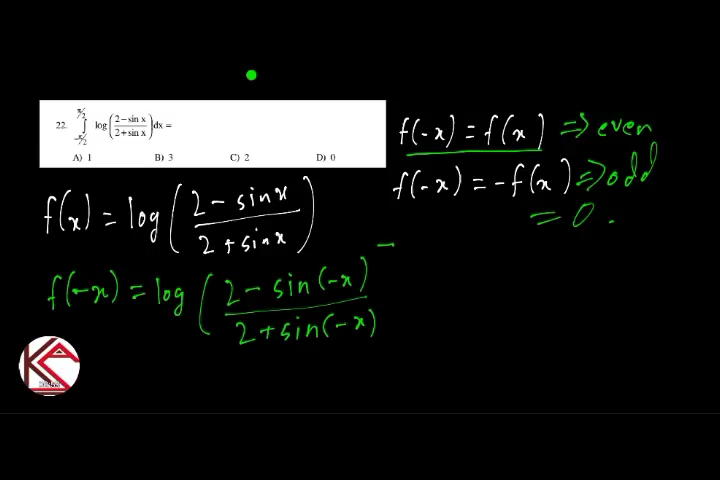 22. ∫_{-π/2}^{π/2} log((2−sin x)/(2+sin x))dx =
A) 1 B) 3 C) 2 D) 0
f(-x) = f(x) ⇒ even
f(-x) = -f(x) ⇒ odd
= 0.
f(x) = log((2 - sin x)/(2 + sin x))
f(-x) = log((2 - sin(-x))/(2 + sin(-x))
K